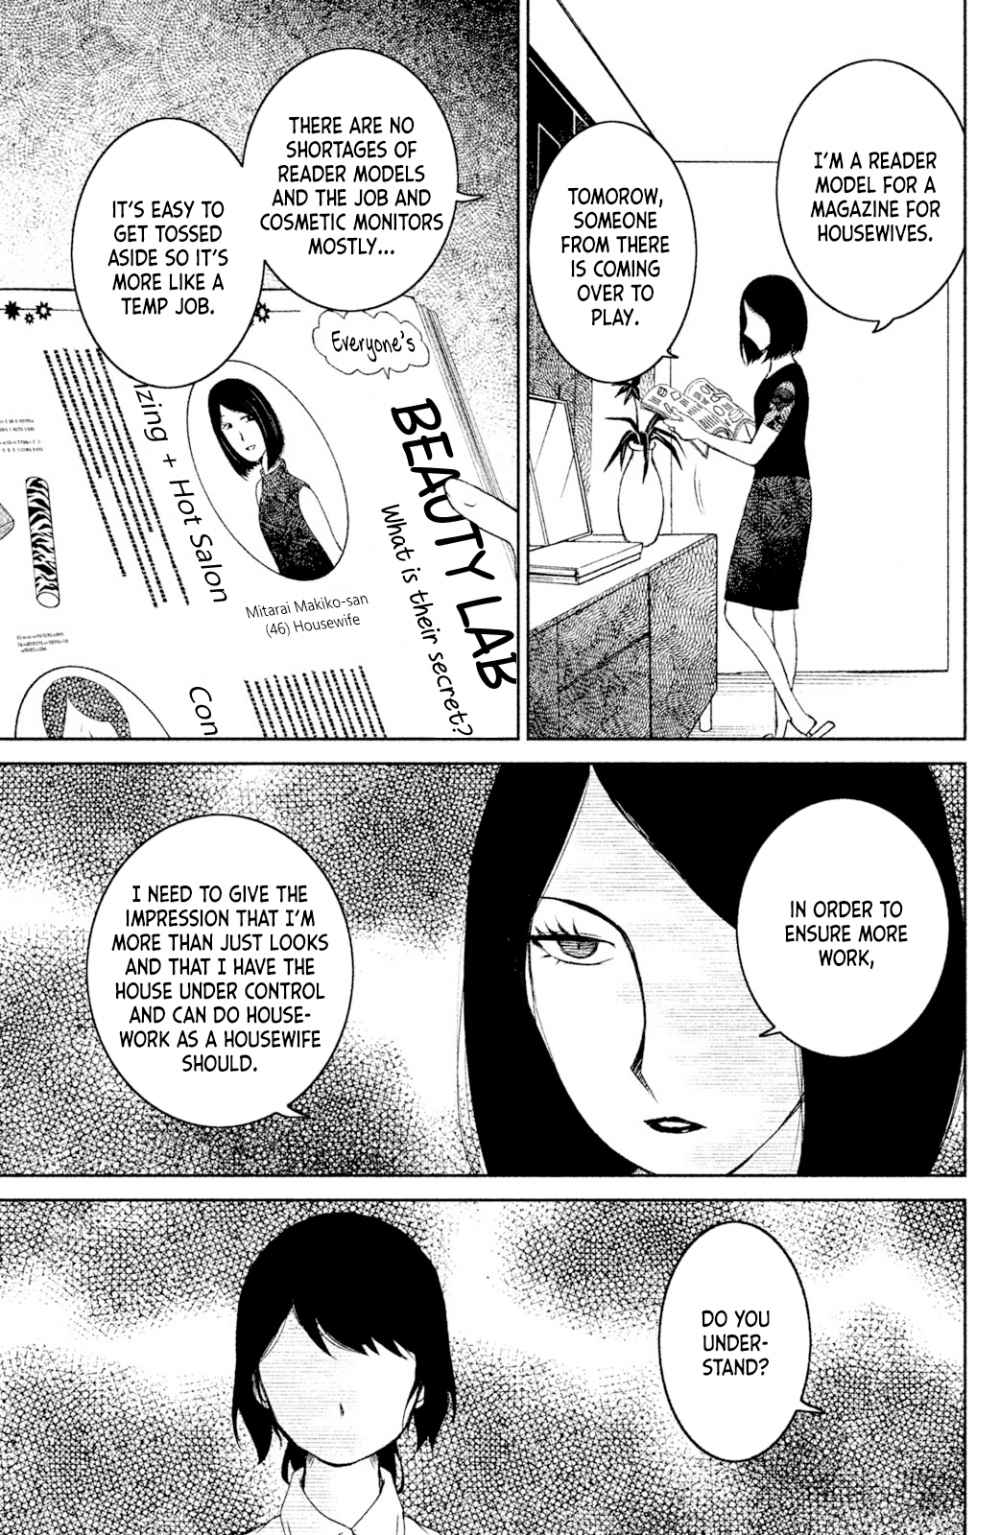 I'M A READER
MODEL FOR A
MAGAZINE FOR
HOUSEWIVES.
TOMOROW,
SOMEONE
FROM THERE
IS COMING
OVER TO
PLAY.
THERE ARE NO
SHORTAGES OF
READER MODELS
AND THE JOB AND
COSMETIC MONITORS
MOSTLY...
IT'S EASY TO
GET TOSSED
ASIDE SO IT'S
MORE LIKE A
TEMP JOB.
Everyone's
BEAUTY LAB
What is their secret?
izing + Hot Salon
Mitarai Makiko-san
(46) Housewife
Con
IN ORDER TO
ENSURE MORE
WORK,
I NEED TO GIVE THE
IMPRESSION THAT I'M
MORE THAN JUST LOOKS
AND THAT I HAVE THE
HOUSE UNDER CONTROL
AND CAN DO HOUSE-
WORK AS A HOUSEWIFE
SHOULD.
DO YOU
UNDER-
STAND?